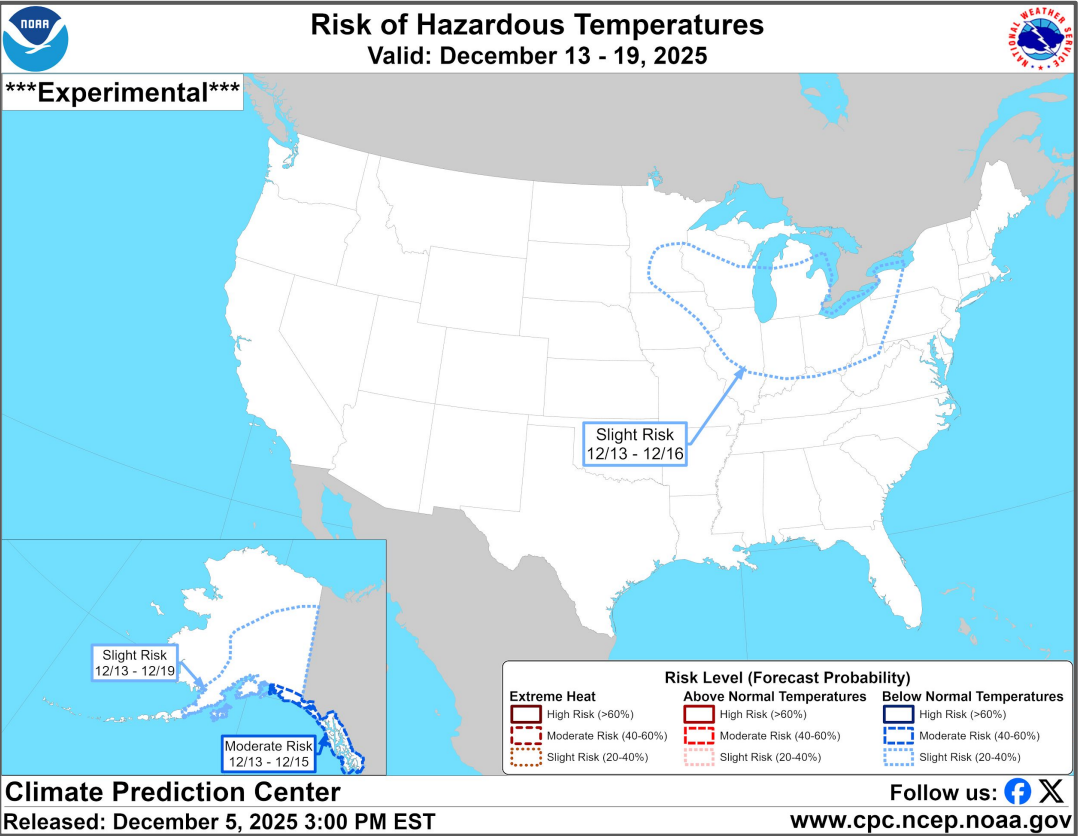 NOAA
Risk of Hazardous Temperatures
Valid: December 13 - 19, 2025
NATIONAL WEATHER SERVICE
***Experimental***
Slight Risk
12/13 - 12/16
Slight Risk
12/13 - 12/19
Moderate Risk
12/13 - 12/15
Risk Level (Forecast Probability)
Extreme Heat
High Risk (>60%)
Moderate Risk (40-60%)
Slight Risk (20-40%)
Above Normal Temperatures
High Risk (>60%)
Moderate Risk (40-60%)
Slight Risk (20-40%)
Below Normal Temperatures
High Risk (>60%)
Moderate Risk (40-60%)
Slight Risk (20-40%)
Climate Prediction Center
Follow us:
Released: December 5, 2025 3:00 PM EST
www.cpc.ncep.noaa.gov